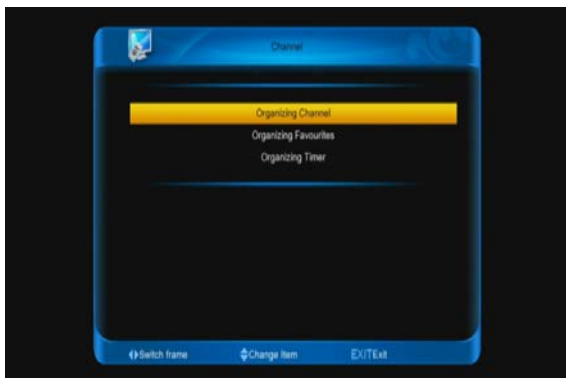 Channel
Organizing Channel
Organizing Favourites
Organizing Timer
Switch frame Change Item EXITExit